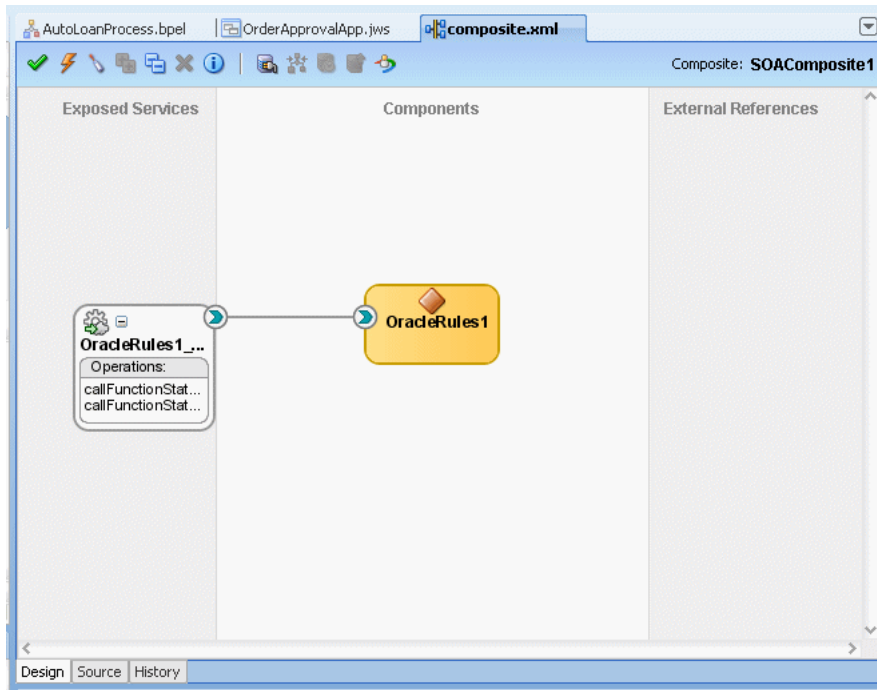 AutoLoanProcess.bpel OrderApprovalApp.jws composite.xml
Composite: SOAComposite1
Exposed Services Components External References
OracleRules1
OracleRules1_...
Operations:
callFunctionStat...
callFunctionStat...
Design Source History